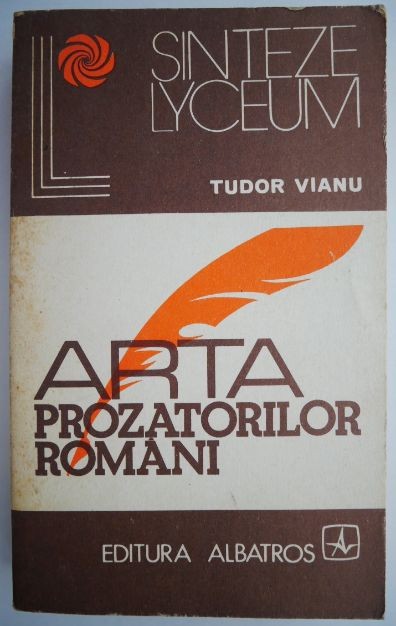 SINTEZE
LYCEUM
TUDOR VIANU
ARTA
PROZATORILOR
ROMÂNI
EDITURA ALBATROS